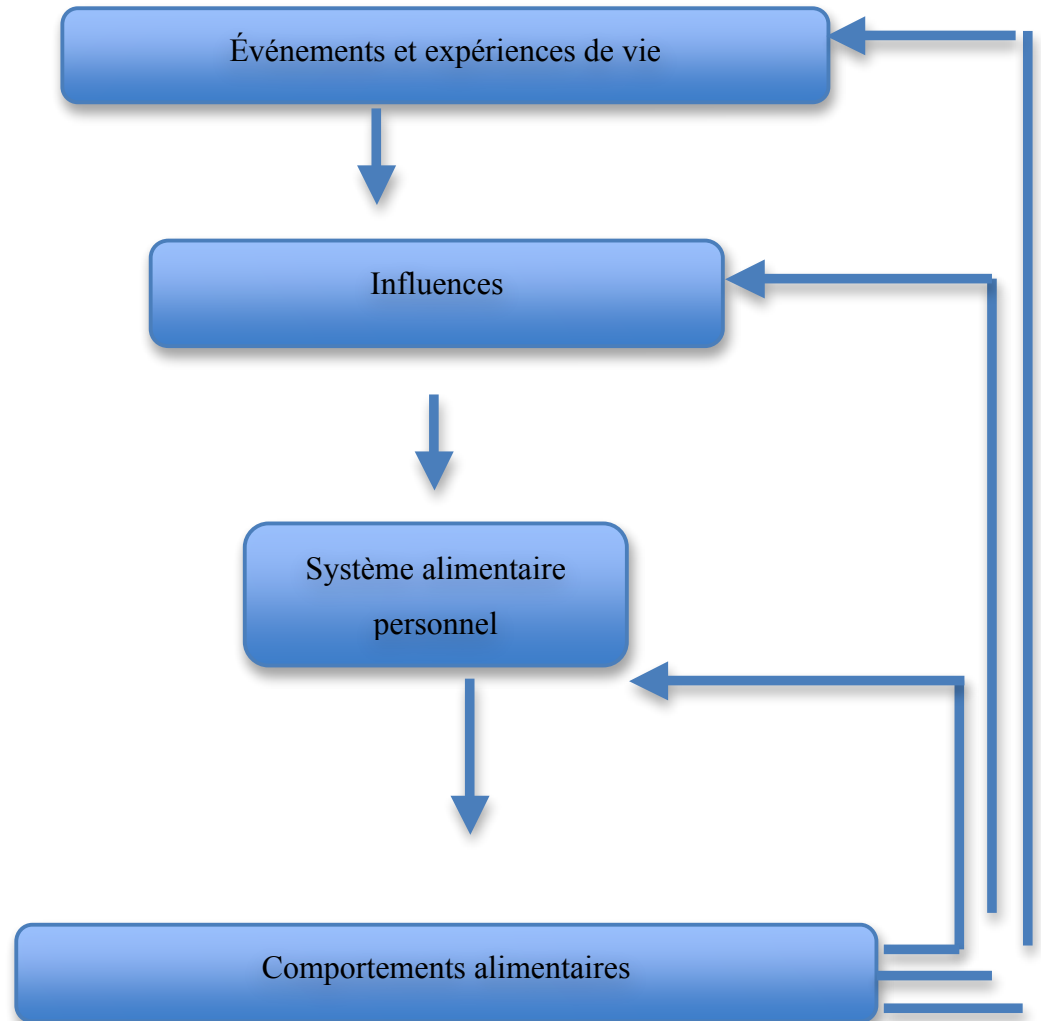 Événements et expériences de vie
Influences
Système alimentaire
personnel
Comportements alimentaires